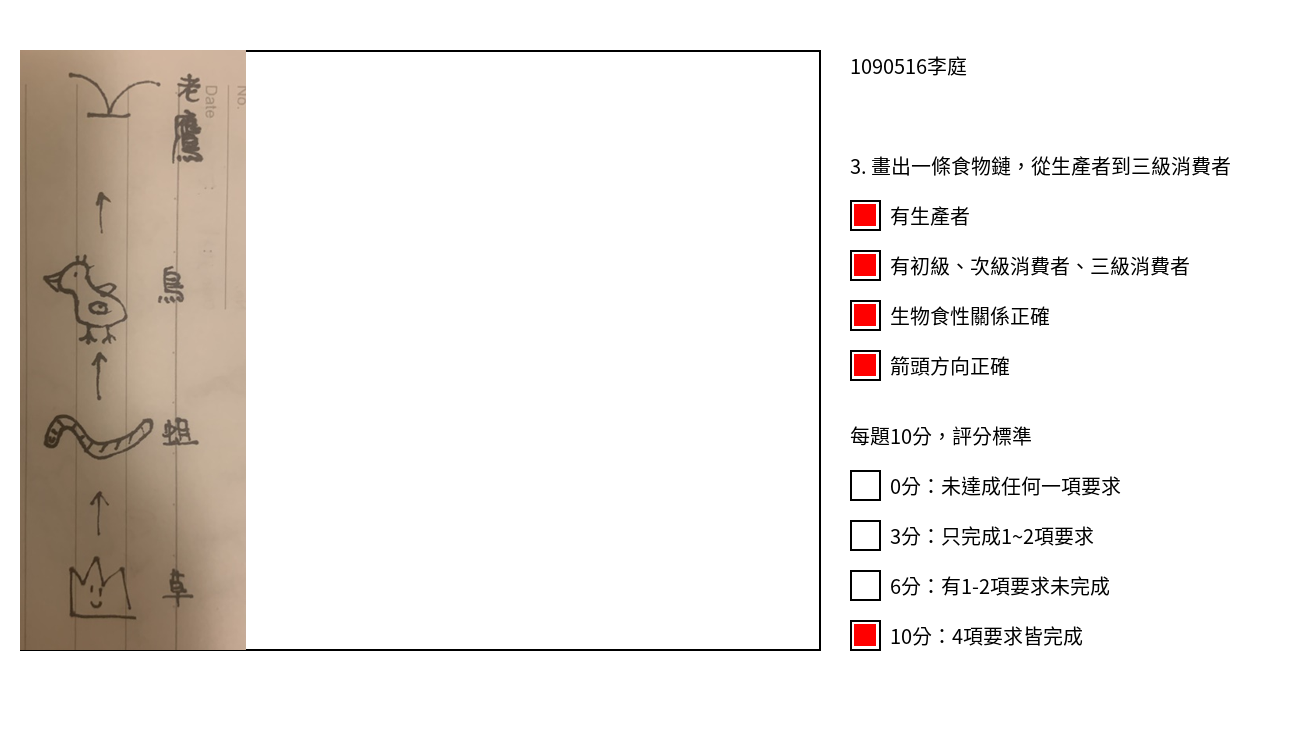 老鷹
No.
Date
鳥
蛆
草
1090516李庭
3. 畫出一條食物鏈，從生產者到三級消費者
有生產者
有初級、次級消費者、三級消費者
生物食性關係正確
箭頭方向正確
每題10分，評分標準
0分：未達成任何一項要求
3分：只完成1~2項要求
6分：有1-2項要求未完成
10分：4項要求皆完成